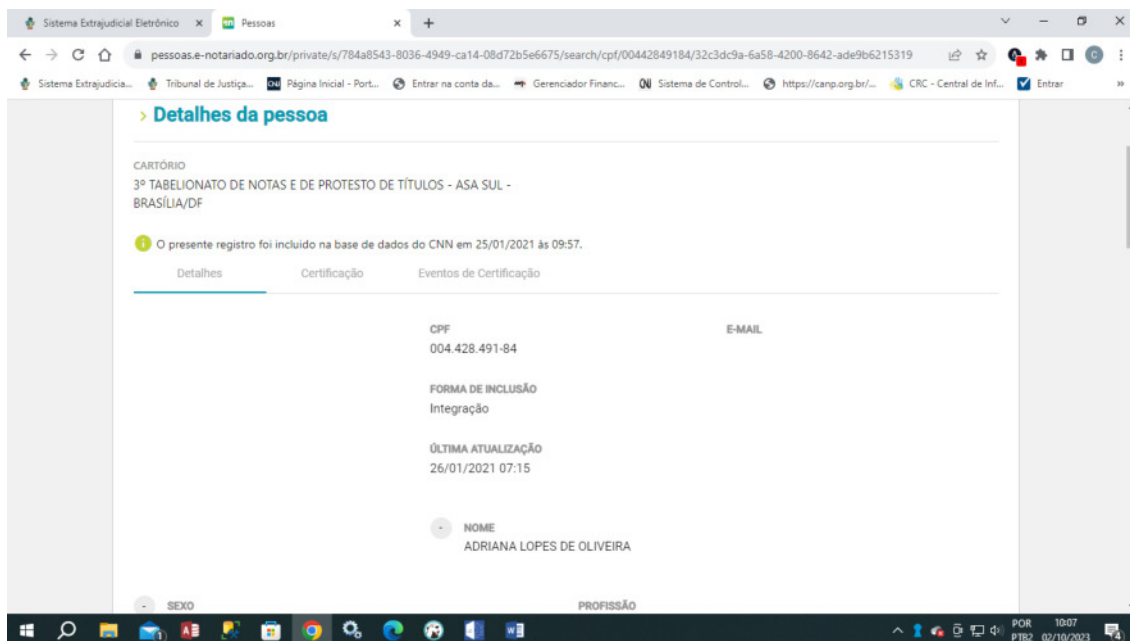 Sistema Extrajudicial Eletrônico
Pessoas
pessoas.e-notariado.org.br/private/s/784a8543-8036-4949-ca14-08d72b5e6675/search/cpf/00442849184/32c3dc9a-6a58-4200-8642-ade9b6215319
C
Sistema Extrajudicia... Tribunal de Justiça... Página Inicial - Port... Entrar na conta da... Gerenciador Financ... Sistema de Control... https://canp.org.br/... CRC - Central de Inf... Entrar »
> Detalhes da pessoa
CARTÓRIO
3º TABELIONATO DE NOTAS E DE PROTESTO DE TÍTULOS - ASA SUL -
BRASÍLIA/DF
O presente registro foi incluido na base de dados do CNN em 25/01/2021 às 09:57.
Detalhes Certificação Eventos de Certificação
CPF E-MAIL
004.428.491-84
FORMA DE INCLUSÃO
Integração
ÚLTIMA ATUALIZAÇÃO
26/01/2021 07:15
NOME
ADRIANA LOPES DE OLIVEIRA
SEXO PROFISSÃO
POR 10:07
PTB2 02/10/2023